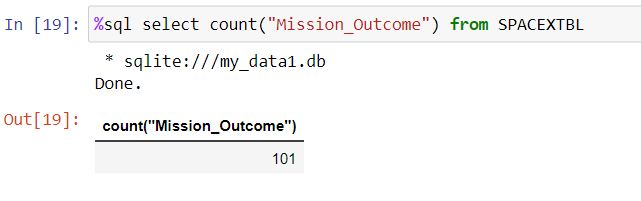 In [19]: %sql select count("Mission_Outcome") from SPACEXTBL
* sqlite:///my_data1.db
Done.
Out[19]:
count("Mission_Outcome")
101